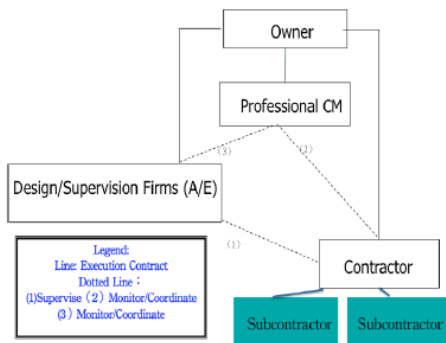 Owner
Professional CM
(3)
(2)
Design/Supervision Firms (A/E)
(1)
Legend:
Line: Execution Contract
Dotted Line：
(1)Supervise（2）Monitor/Coordinate
(3）Monitor/Coordinate
Contractor
Subcontractor
Subcontractor